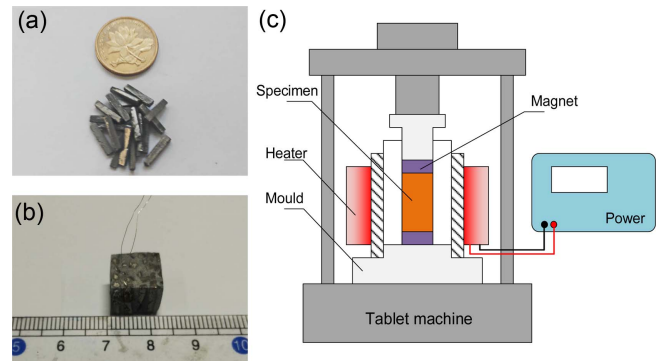 (a)
(b)
5 6 7 8 9 10
(c)
Specimen
Magnet
Heater
Mould
Power
Tablet machine